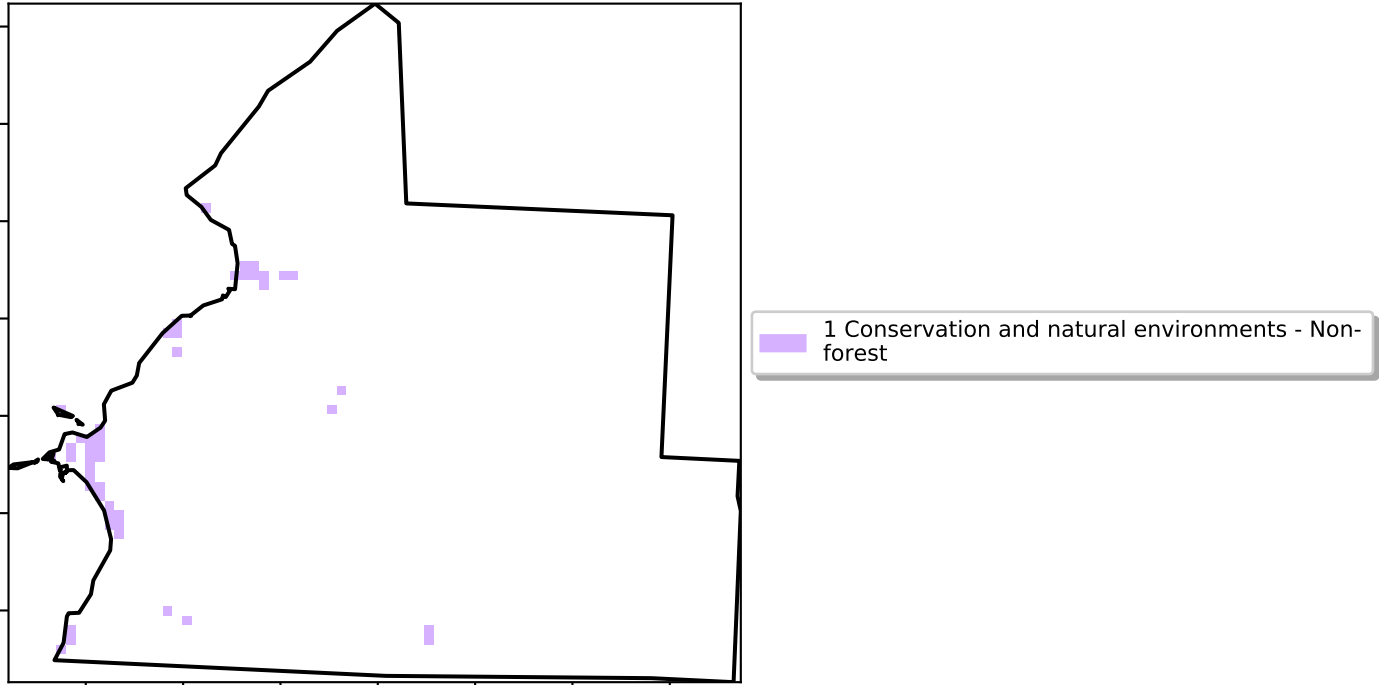 1 Conservation and natural environments - Non-
forest